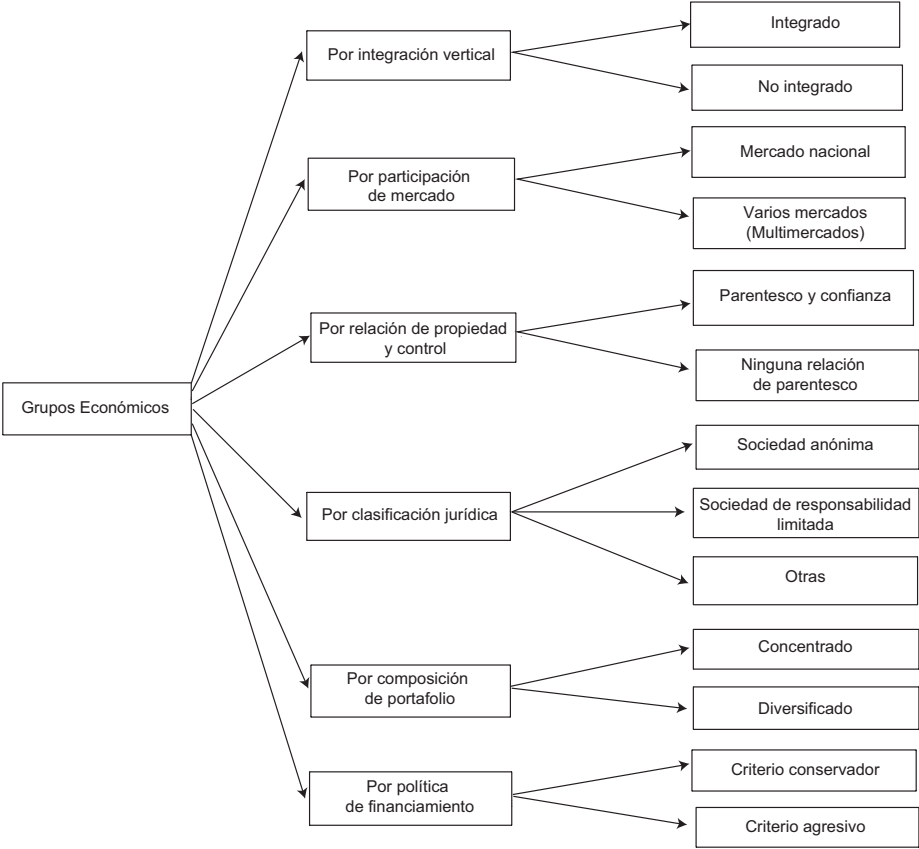 Grupos Económicos
Por integración vertical
Integrado
No integrado
Por participación
de mercado
Mercado nacional
Varios mercados
(Multimercados)
Por relación de propiedad
y control
Parentesco y confianza
Ninguna relación
de parentesco
Por clasificación jurídica
Sociedad anónima
Sociedad de responsabilidad
limitada
Otras
Por composición
de portafolio
Concentrado
Diversificado
Por política
de financiamiento
Criterio conservador
Criterio agresivo